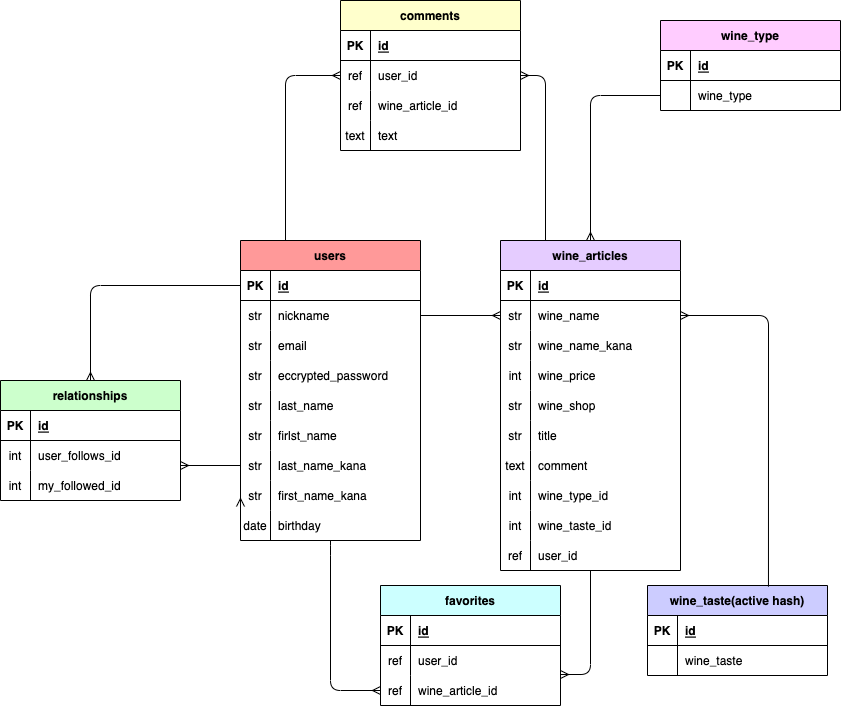 comments
PK id
ref user_id
ref wine_article_id
text text
wine_type
PK id
wine_type
users
PK id
str nickname
str email
str eccrypted_password
str last_name
str firlst_name
str last_name_kana
str first_name_kana
date birthday
wine_articles
PK id
str wine_name
str wine_name_kana
int wine_price
str wine_shop
str title
text comment
int wine_type_id
int wine_taste_id
ref user_id
relationships
PK id
int user_follows_id
int my_followed_id
favorites
PK id
ref user_id
ref wine_article_id
wine_taste(active hash)
PK id
wine_taste